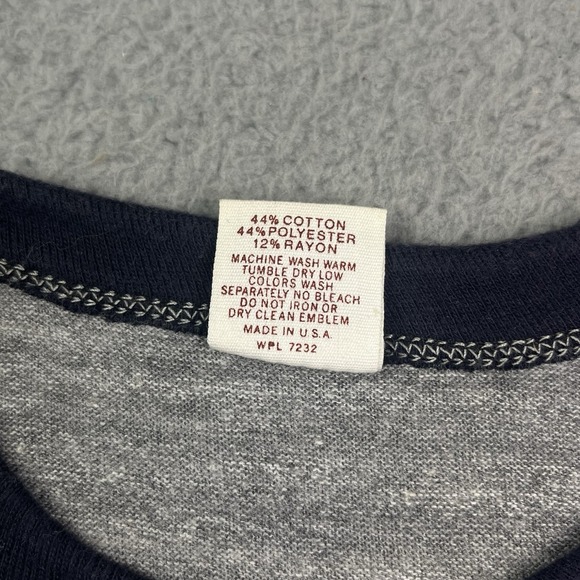 44% COTTON
44% POLYESTER
12% RAYON
MACHINE WASH WARM
TUMBLE DRY LOW
COLORS WASH
SEPARATELY NO BLEACH
DO NOT IRON OR
DRY CLEAN EMBLEM
MADE IN U.S.A.
WPL 7232